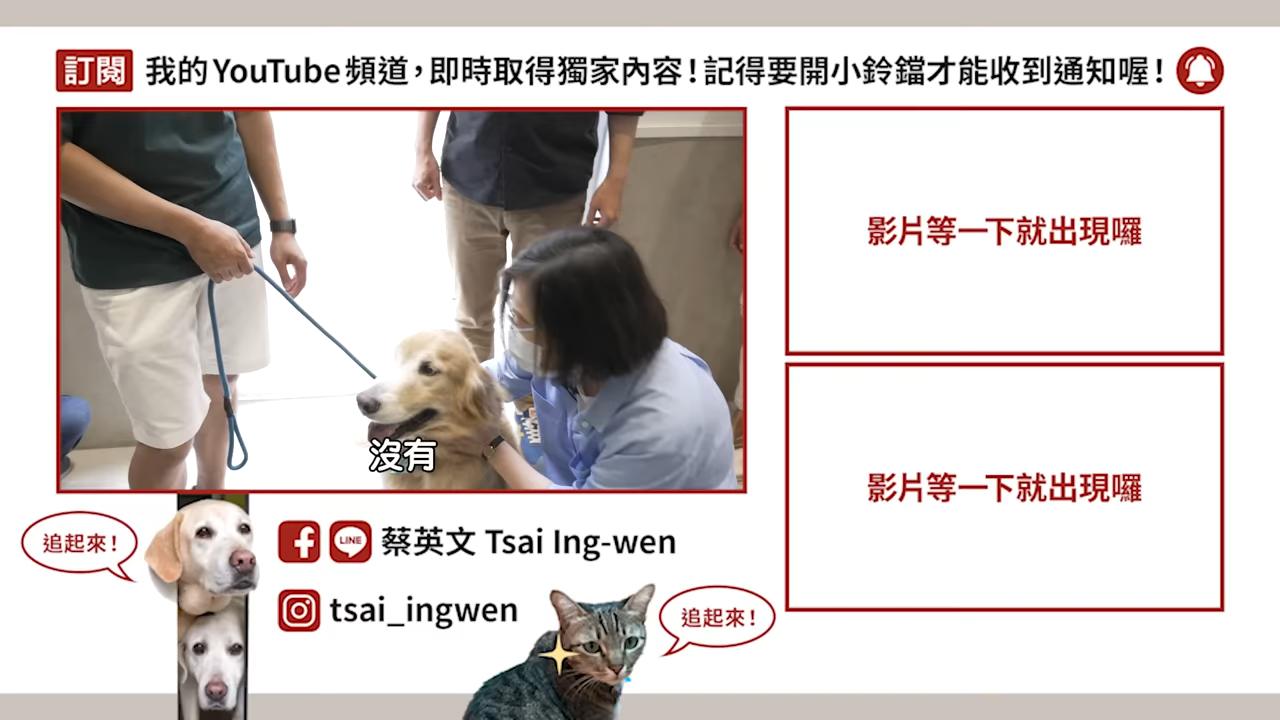 訂閱 我的YouTube頻道，即時取得獨家內容！記得要開小鈴鐺才能收到通知喔！
沒有
影片等一下就出現囉
影片等一下就出現囉
追起來！
LINE 蔡英文 Tsai Ing-wen
tsai_ingwen
追起來！